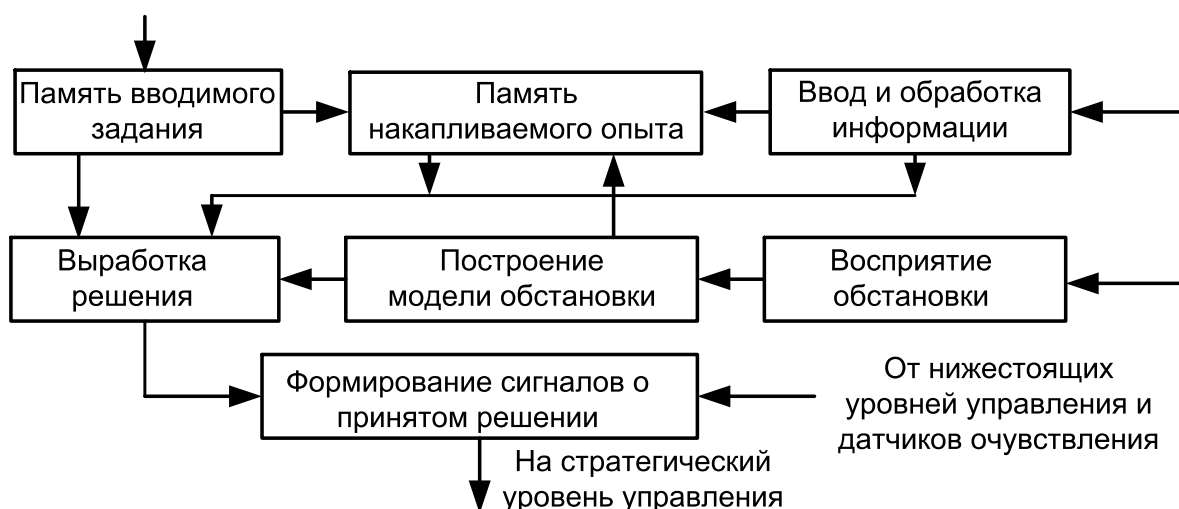 Память вводимого
задания
Память
накапливаемого опыта
Ввод и обработка
информации
Выработка
решения
Построение
модели обстановки
Восприятие
обстановки
Формирование сигналов о
принятом решении
От нижестоящих
уровней управления и
датчиков очувствления
На стратегический
уровень управления